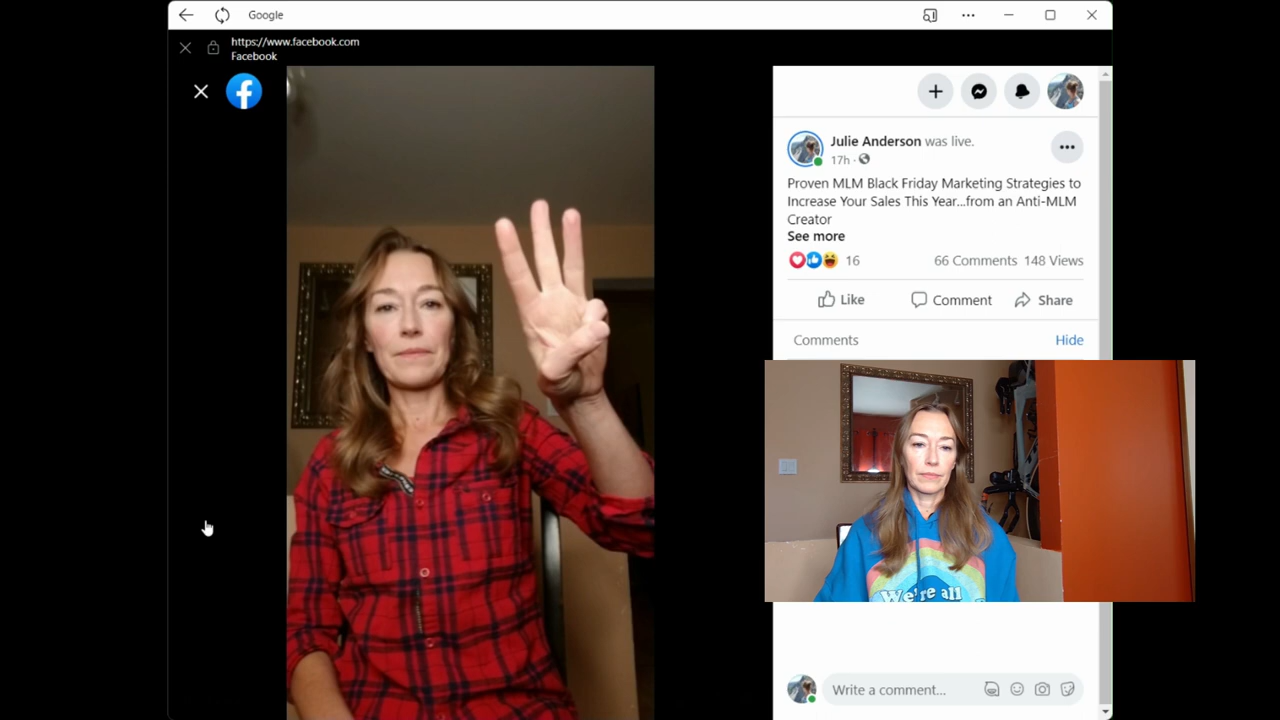 Google
https://www.facebook.com
Facebook
Julie Anderson was live.
17h ·
Proven MLM Black Friday Marketing Strategies to
Increase Your Sales This Year...from an Anti-MLM
Creator
See more
16 66 Comments 148 Views
Like Comment Share
Comments Hide
We're all
Write a comment...